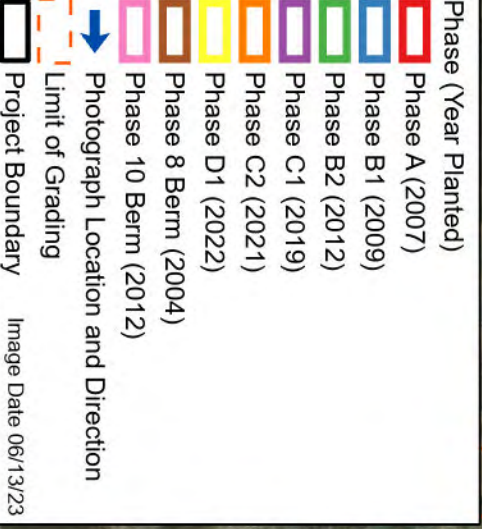 Phase (Year Planted)
Phase A (2007)
Phase B1 (2009)
Phase B2 (2012)
Phase C1 (2019)
Phase C2 (2021)
Phase D1 (2022)
Phase 8 Berm (2004)
Phase 10 Berm (2012)
Photograph Location and Direction
Limit of Grading
Project Boundary
Image Date 06/13/23